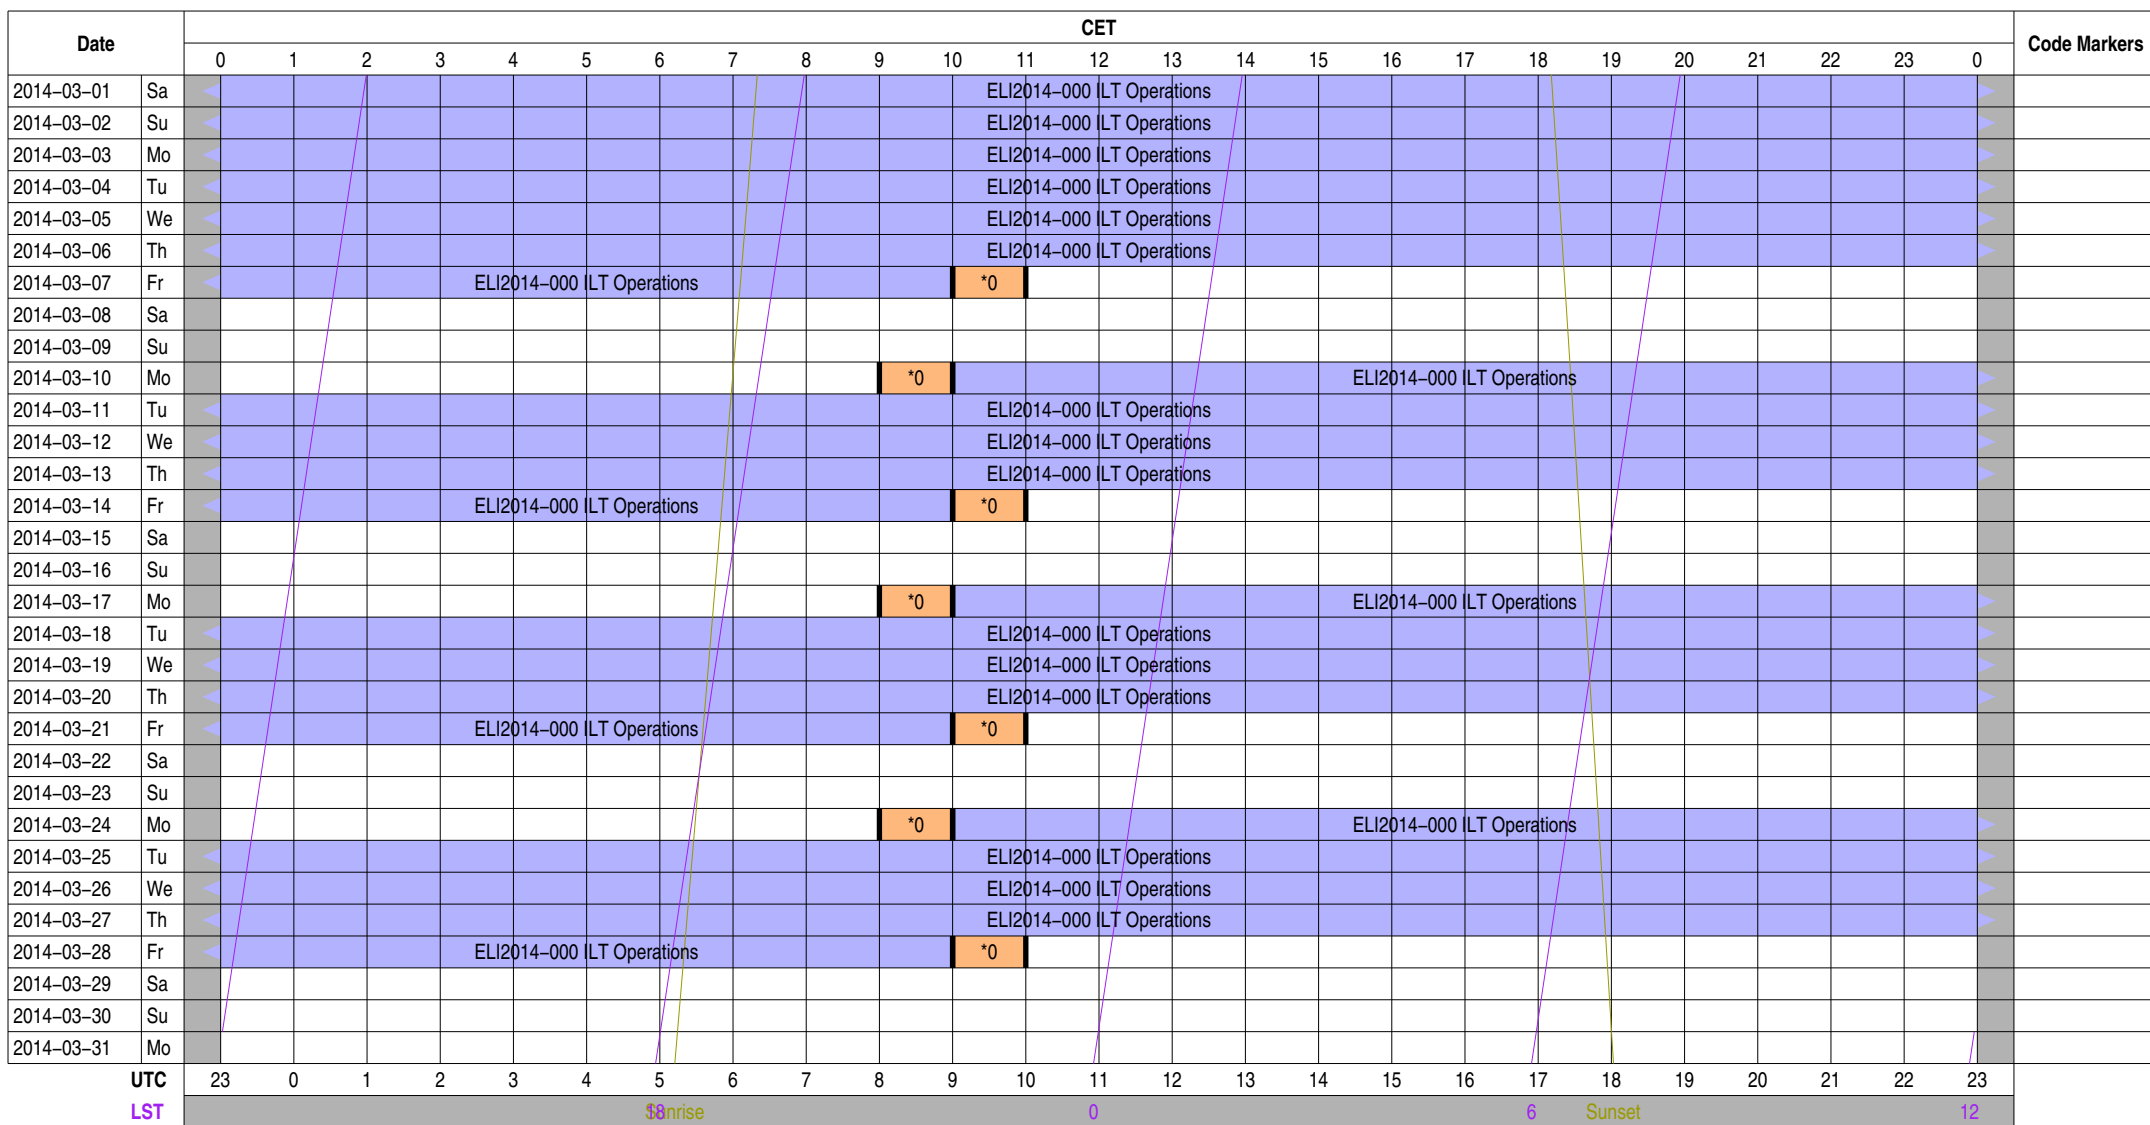 Date CET Code Markers
0 1 2 3 4 5 6 7 8 9 10 11 12 13 14 15 16 17 18 19 20 21 22 23 0
2014-03-01 Sa ELI2014-000 ILT Operations
2014-03-02 Su ELI2014-000 ILT Operations
2014-03-03 Mo ELI2014-000 ILT Operations
2014-03-04 Tu ELI2014-000 ILT Operations
2014-03-05 We ELI2014-000 ILT Operations
2014-03-06 Th ELI2014-000 ILT Operations
2014-03-07 Fr ELI2014-000 ILT Operations *0
2014-03-08 Sa
2014-03-09 Su
2014-03-10 Mo *0 ELI2014-000 ILT Operations
2014-03-11 Tu ELI2014-000 ILT Operations
2014-03-12 We ELI2014-000 ILT Operations
2014-03-13 Th ELI2014-000 ILT Operations
2014-03-14 Fr ELI2014-000 ILT Operations *0
2014-03-15 Sa
2014-03-16 Su
2014-03-17 Mo *0 ELI2014-000 ILT Operations
2014-03-18 Tu ELI2014-000 ILT Operations
2014-03-19 We ELI2014-000 ILT Operations
2014-03-20 Th ELI2014-000 ILT Operations
2014-03-21 Fr ELI2014-000 ILT Operations *0
2014-03-22 Sa
2014-03-23 Su
2014-03-24 Mo *0 ELI2014-000 ILT Operations
2014-03-25 Tu ELI2014-000 ILT Operations
2014-03-26 We ELI2014-000 ILT Operations
2014-03-27 Th ELI2014-000 ILT Operations
2014-03-28 Fr ELI2014-000 ILT Operations *0
2014-03-29 Sa
2014-03-30 Su
2014-03-31 Mo
UTC 23 0 1 2 3 4 5 6 7 8 9 10 11 12 13 14 15 16 17 18 19 20 21 22 23
LST 18 Sunrise 0 6 Sunset 12